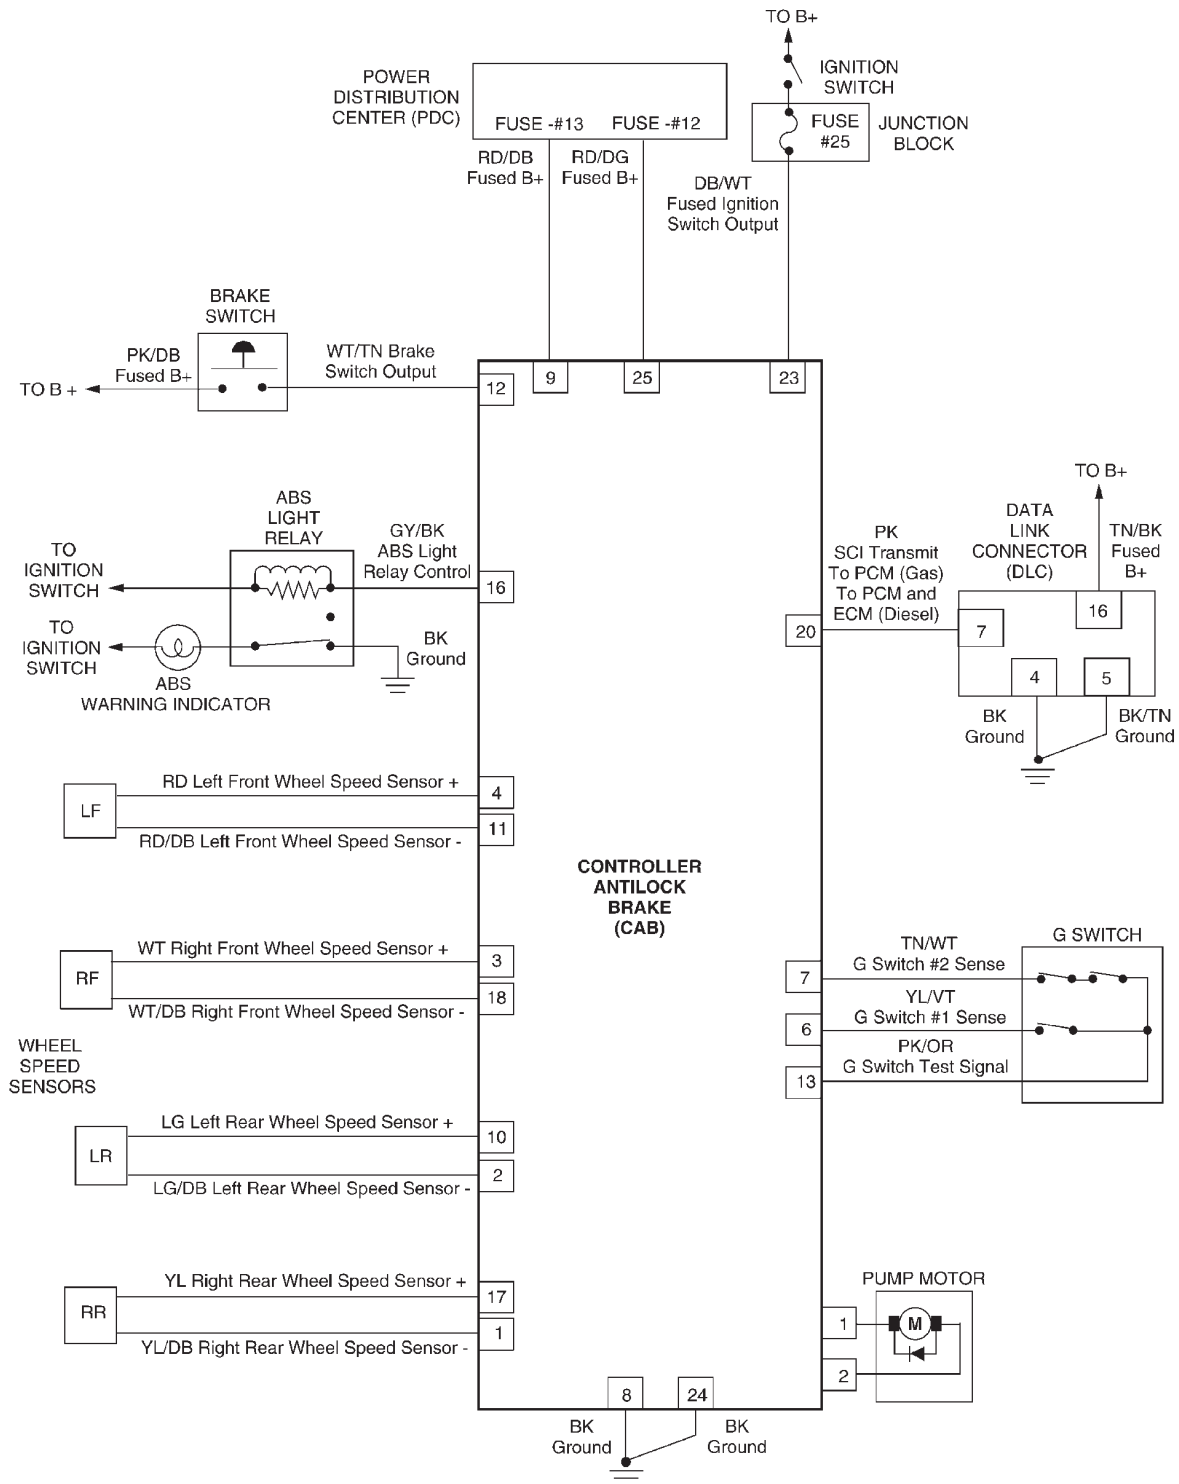 TO B+
IGNITION
SWITCH
POWER
DISTRIBUTION
CENTER (PDC)
FUSE -#13
FUSE -#12
FUSE
#25
JUNCTION
BLOCK
RD/DB
Fused B+
RD/DG
Fused B+
DB/WT
Fused Ignition
Switch Output
BRAKE
SWITCH
PK/DB
Fused B+
WT/TN Brake
Switch Output
TO B +
12
9
25
23
ABS
LIGHT
RELAY
TO
IGNITION
SWITCH
GY/BK
ABS Light
Relay Control
16
TO
IGNITION
SWITCH
BK
Ground
ABS
WARNING INDICATOR
TO B+
DATA
LINK
CONNECTOR
(DLC)
TN/BK
Fused
B+
PK
SCI Transmit
To PCM (Gas)
To PCM and
ECM (Diesel)
20
7
16
4
5
BK
Ground
BK/TN
Ground
LF
RD Left Front Wheel Speed Sensor +
4
RD/DB Left Front Wheel Speed Sensor -
11
CONTROLLER
ANTILOCK
BRAKE
(CAB)
RF
WT Right Front Wheel Speed Sensor +
3
WT/DB Right Front Wheel Speed Sensor -
18
G SWITCH
TN/WT
G Switch #2 Sense
7
YL/VT
G Switch #1 Sense
6
PK/OR
G Switch Test Signal
13
WHEEL
SPEED
SENSORS
LR
LG Left Rear Wheel Speed Sensor +
10
LG/DB Left Rear Wheel Speed Sensor -
2
RR
YL Right Rear Wheel Speed Sensor +
17
YL/DB Right Rear Wheel Speed Sensor -
1
PUMP MOTOR
1
M
2
8
24
BK
Ground
BK
Ground